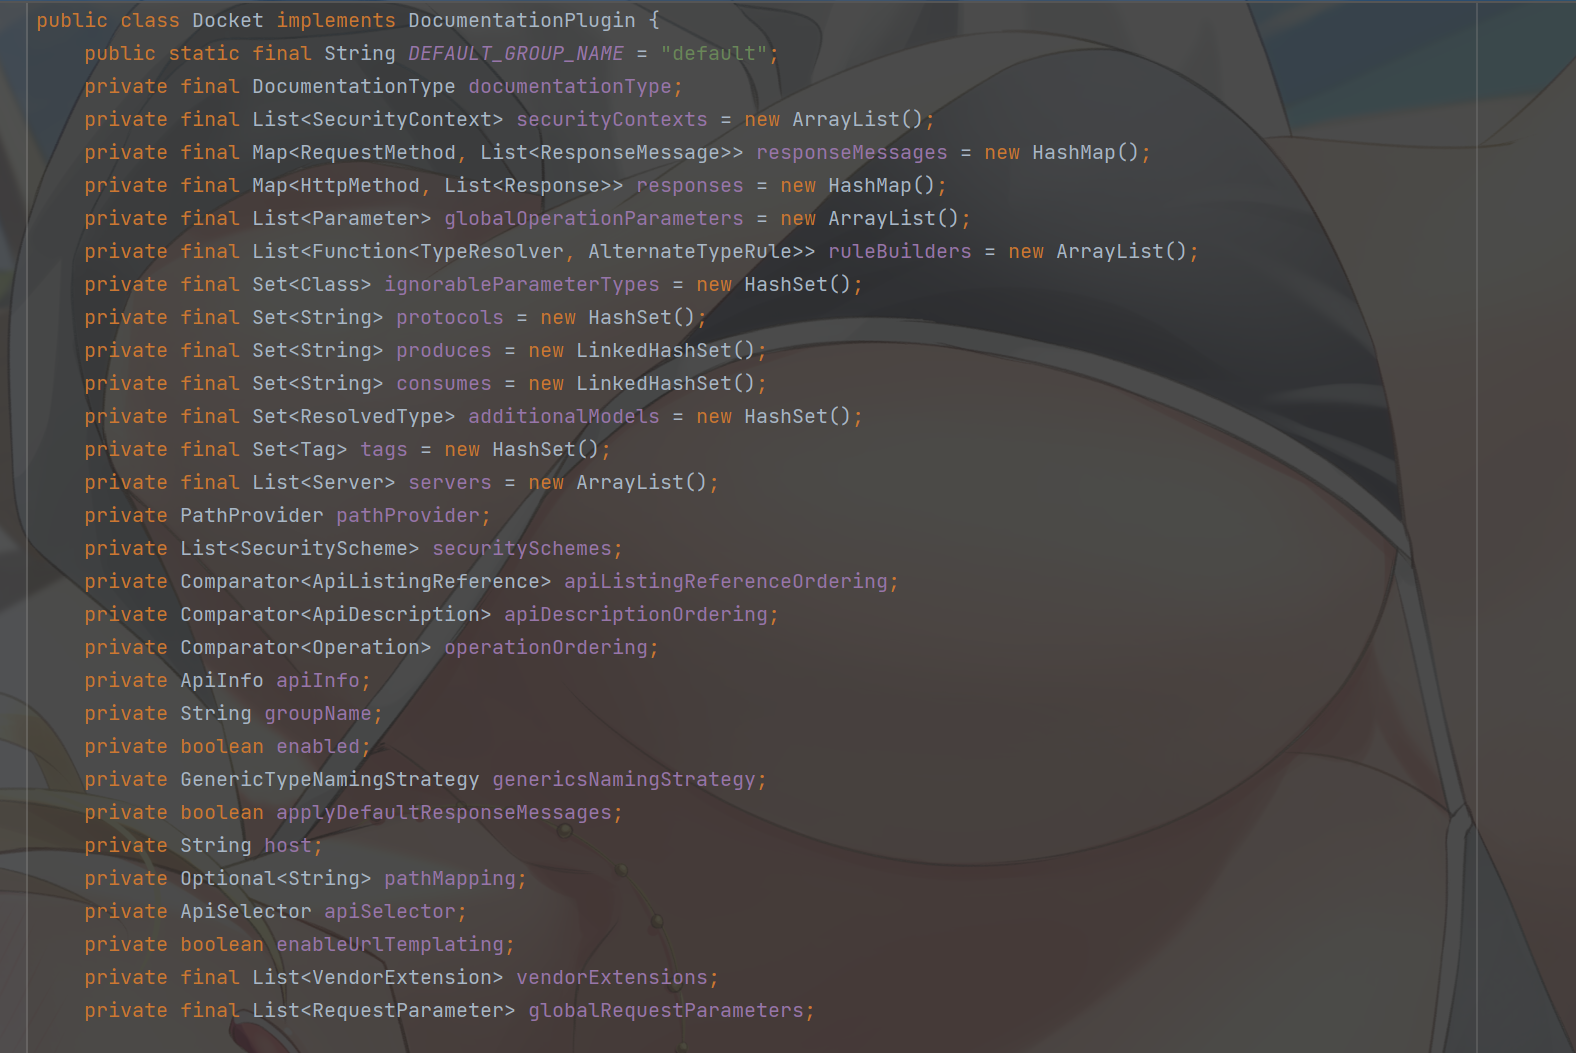 public class Docket implements DocumentationPlugin {
    public static final String DEFAULT_GROUP_NAME = "default";
    private final DocumentationType documentationType;
    private final List<SecurityContext> securityContexts = new ArrayList();
    private final Map<RequestMethod, List<ResponseMessage>> responseMessages = new HashMap();
    private final Map<HttpMethod, List<Response>> responses = new HashMap();
    private final List<Parameter> globalOperationParameters = new ArrayList();
    private final List<Function<TypeResolver, AlternateTypeRule>> ruleBuilders = new ArrayList();
    private final Set<Class> ignorableParameterTypes = new HashSet();
    private final Set<String> protocols = new HashSet();
    private final Set<String> produces = new LinkedHashSet();
    private final Set<String> consumes = new LinkedHashSet();
    private final Set<ResolvedType> additionalModels = new HashSet();
    private final Set<Tag> tags = new HashSet();
    private final List<Server> servers = new ArrayList();
    private PathProvider pathProvider;
    private List<SecurityScheme> securitySchemes;
    private Comparator<ApiListingReference> apiListingReferenceOrdering;
    private Comparator<ApiDescription> apiDescriptionOrdering;
    private Comparator<Operation> operationOrdering;
    private ApiInfo apiInfo;
    private String groupName;
    private boolean enabled;
    private GenericTypeNamingStrategy genericsNamingStrategy;
    private boolean applyDefaultResponseMessages;
    private String host;
    private Optional<String> pathMapping;
    private ApiSelector apiSelector;
    private boolean enableUrlTemplating;
    private final List<VendorExtension> vendorExtensions;
    private final List<RequestParameter> globalRequestParameters;